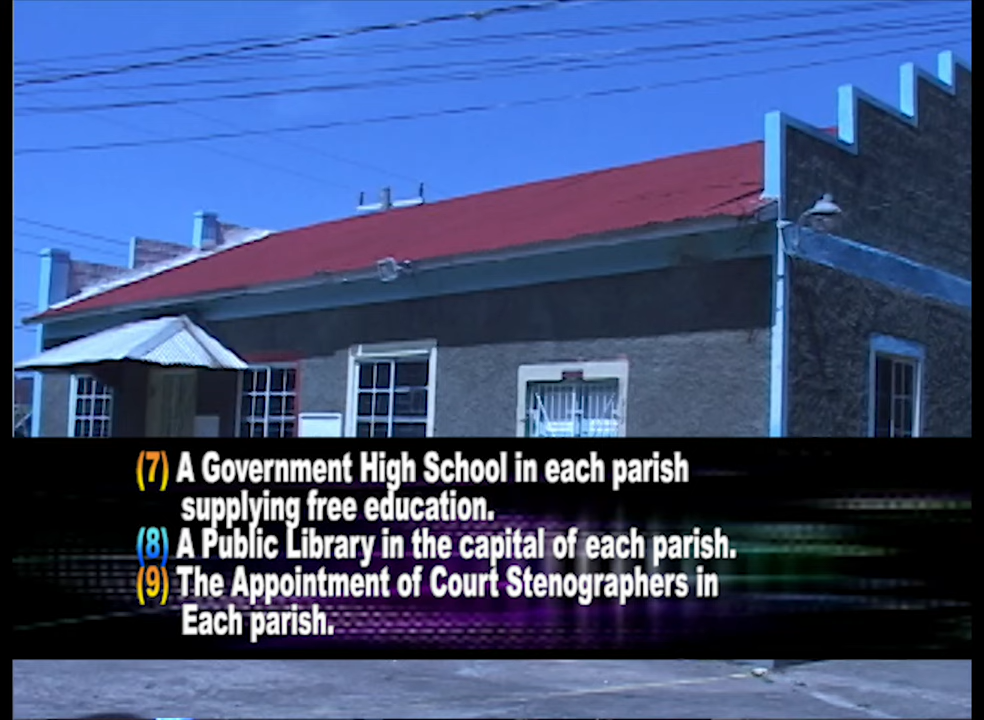 (7) A Government High School in each parish
supplying free education.
(8) A Public Library in the capital of each parish.
(9) The Appointment of Court Stenographers in
Each parish.